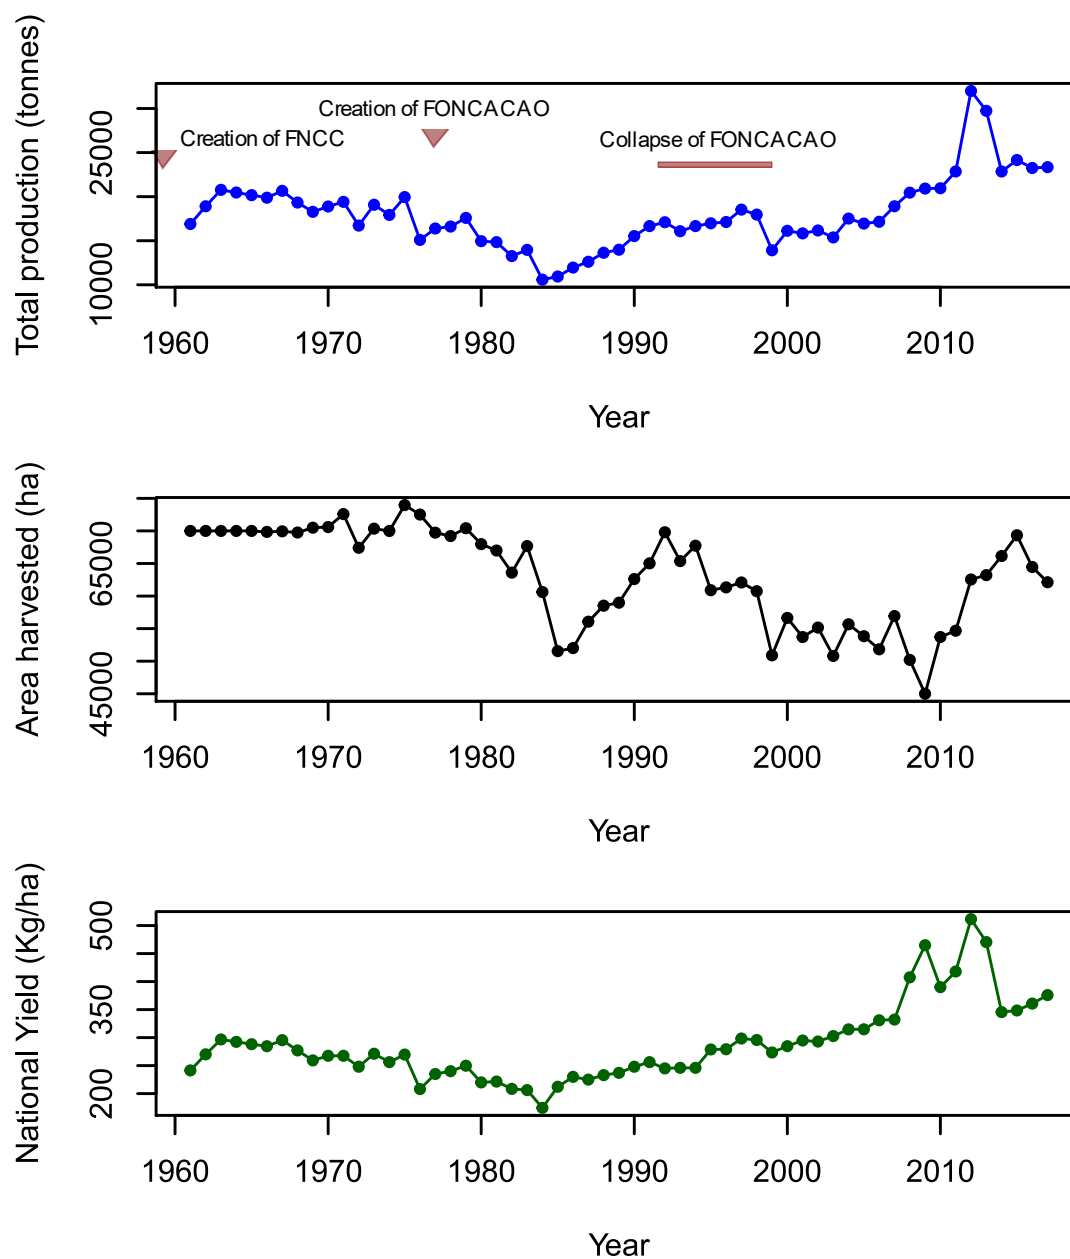 Total production (tonnes)
25000
10000
Creation of FNCC
Creation of FONCACAO
Collapse of FONCACAO
1960 1970 1980 1990 2000 2010
Year
Area harvested (ha)
65000
45000
1960 1970 1980 1990 2000 2010
Year
National Yield (Kg/ha)
500
350
200
1960 1970 1980 1990 2000 2010
Year